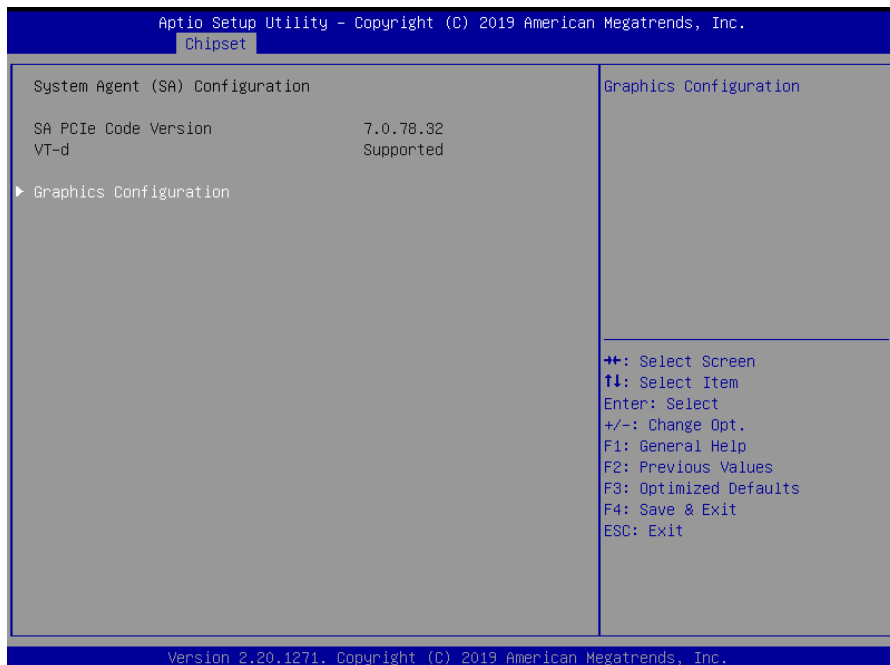 Aptio Setup Utility – Copyright (C) 2019 American Megatrends, Inc.
Chipset
System Agent (SA) Configuration
SA PCIe Code Version 7.0.78.32
VT-d Supported
Graphics Configuration
Graphics Configuration
→←: Select Screen
↑↓: Select Item
Enter: Select
+/-: Change Opt.
F1: General Help
F2: Previous Values
F3: Optimized Defaults
F4: Save & Exit
ESC: Exit
Version 2.20.1271. Copyright (C) 2019 American Megatrends, Inc.